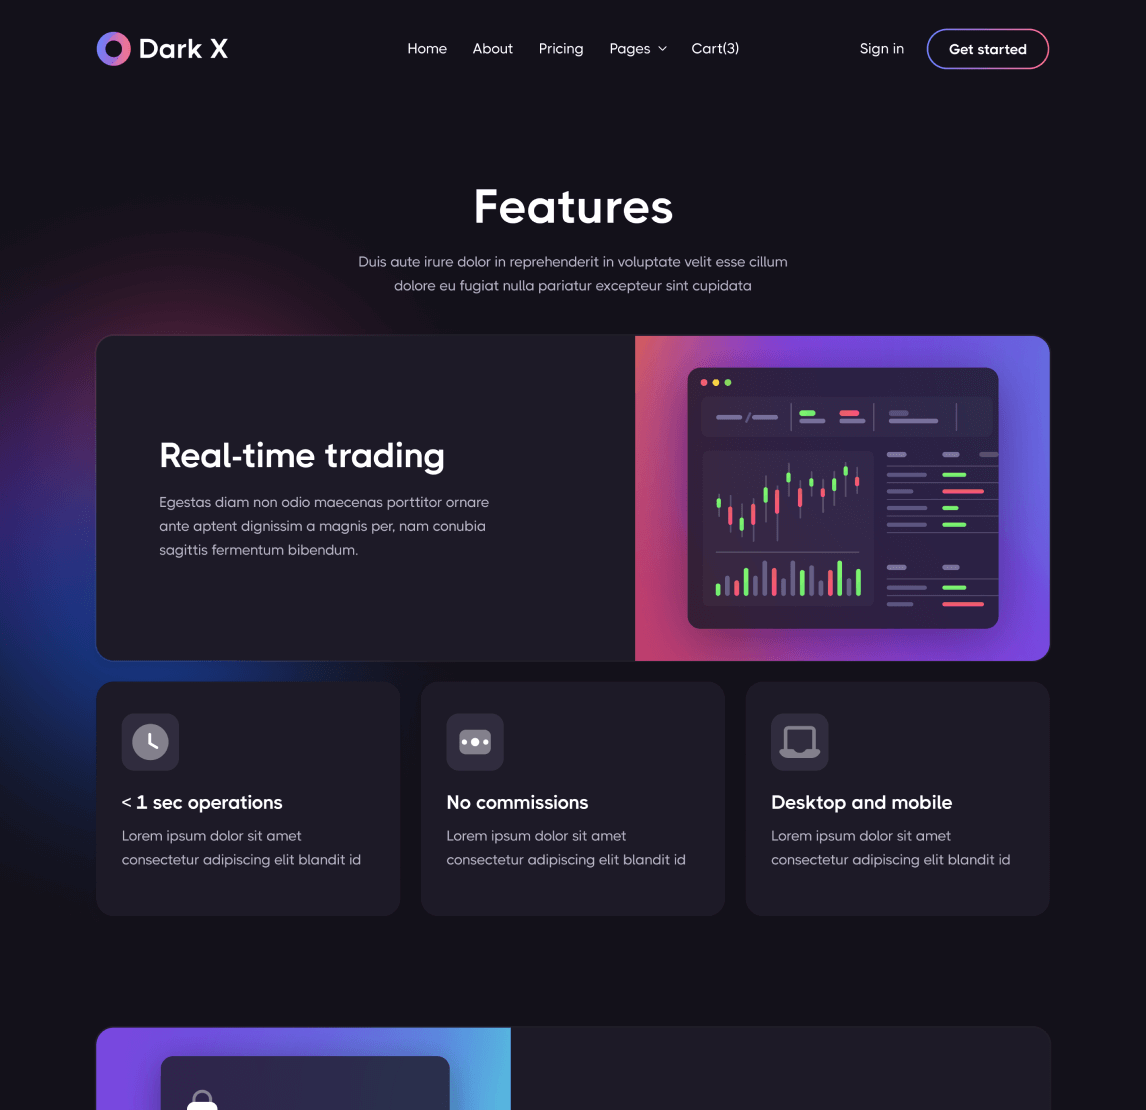 Dark X
Home
About
Pricing
Pages
Cart(3)
Sign in
Get started
Features
Duis aute irure dolor in reprehenderit in voluptate velit esse cillum
dolore eu fugiat nulla pariatur excepteur sint cupidata
Real-time trading
Egestas diam non odio maecenas porttitor ornare
ante aptent dignissim a magnis per, nam conubia
sagittis fermentum bibendum.
< 1 sec operations
Lorem ipsum dolor sit amet
consectetur adipiscing elit blandit id
No commissions
Lorem ipsum dolor sit amet
consectetur adipiscing elit blandit id
Desktop and mobile
Lorem ipsum dolor sit amet
consectetur adipiscing elit blandit id